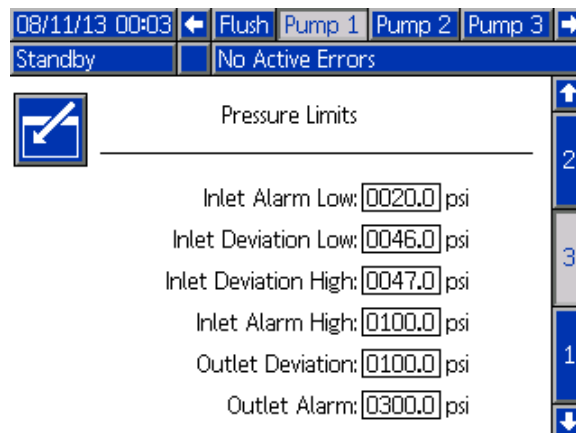 08/11/13 00:03 Flush Pump 1 Pump 2 Pump 3
Standby No Active Errors
Pressure Limits
2
Inlet Alarm Low: 0020.0 psi
Inlet Deviation Low: 0046.0 psi
3
Inlet Deviation High: 0047.0 psi
Inlet Alarm High: 0100.0 psi
1
Outlet Deviation: 0100.0 psi
Outlet Alarm: 0300.0 psi